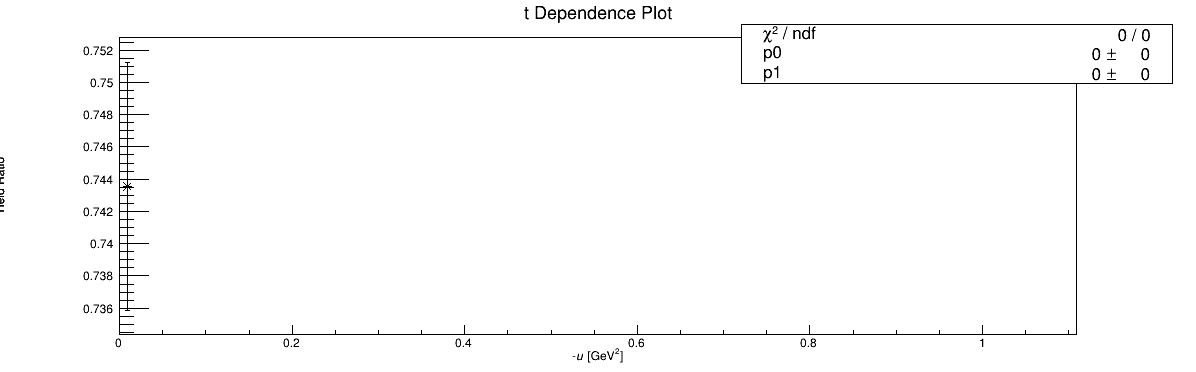 t Dependence Plot
χ² / ndf 0 / 0
p0 0 ± 0
p1 0 ± 0
0.752
0.75
0.748
0.746
0.744
0.742
0.74
0.738
0.736
Ratio
0 0.2 0.4 0.6 0.8 1
-u [GeV²]